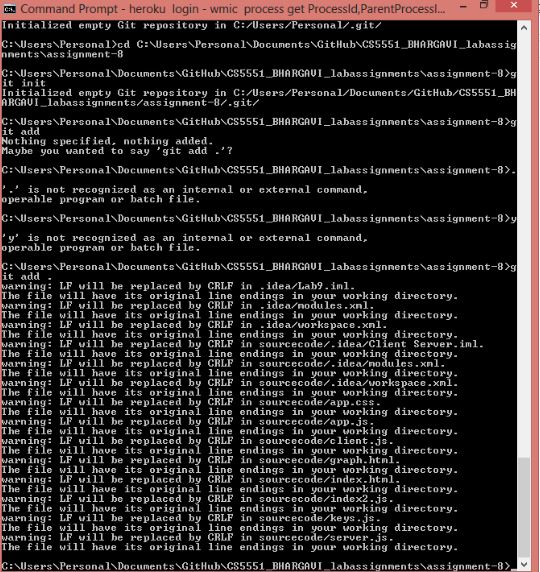 Command Prompt - heroku login - wmic process get ProcessId,ParentProcessI...
Initialized empty Git repository in C:/Users/Personal/.git/
C:\Users\Personal>cd C:\Users\Personal\Documents\GitHub\CS5551_BHARGAVI_labassig
nments\assignment-8
C:\Users\Personal\Documents\GitHub\CS5551_BHARGAVI_labassignments\assignment-8>g
it init
Initialized empty Git repository in C:/Users/Personal/Documents/GitHub/CS5551_BH
ARGAVI_labassignments/assignment-8/.git/
C:\Users\Personal\Documents\GitHub\CS5551_BHARGAVI_labassignments\assignment-8>g
it add
Nothing specified, nothing added.
Maybe you wanted to say 'git add .'?
C:\Users\Personal\Documents\GitHub\CS5551_BHARGAVI_labassignments\assignment-8>.
'.' is not recognized as an internal or external command,
operable program or batch file.
C:\Users\Personal\Documents\GitHub\CS5551_BHARGAVI_labassignments\assignment-8>y
'y' is not recognized as an internal or external command,
operable program or batch file.
C:\Users\Personal\Documents\GitHub\CS5551_BHARGAVI_labassignments\assignment-8>g
it add .
warning: LF will be replaced by CRLF in .idea/Lab9.iml.
The file will have its original line endings in your working directory.
warning: LF will be replaced by CRLF in .idea/modules.xml.
The file will have its original line endings in your working directory.
warning: LF will be replaced by CRLF in .idea/workspace.xml.
The file will have its original line endings in your working directory.
warning: LF will be replaced by CRLF in sourcecode/.idea/Client Server.iml.
The file will have its original line endings in your working directory.
warning: LF will be replaced by CRLF in sourcecode/.idea/modules.xml.
The file will have its original line endings in your working directory.
warning: LF will be replaced by CRLF in sourcecode/.idea/workspace.xml.
The file will have its original line endings in your working directory.
warning: LF will be replaced by CRLF in sourcecode/app.css.
The file will have its original line endings in your working directory.
warning: LF will be replaced by CRLF in sourcecode/app.js.
The file will have its original line endings in your working directory.
warning: LF will be replaced by CRLF in sourcecode/client.js.
The file will have its original line endings in your working directory.
warning: LF will be replaced by CRLF in sourcecode/graph.html.
The file will have its original line endings in your working directory.
warning: LF will be replaced by CRLF in sourcecode/index.html.
The file will have its original line endings in your working directory.
warning: LF will be replaced by CRLF in sourcecode/index2.js.
The file will have its original line endings in your working directory.
warning: LF will be replaced by CRLF in sourcecode/keys.js.
The file will have its original line endings in your working directory.
warning: LF will be replaced by CRLF in sourcecode/server.js.
The file will have its original line endings in your working directory.
C:\Users\Personal\Documents\GitHub\CS5551_BHARGAVI_labassignments\assignment-8>